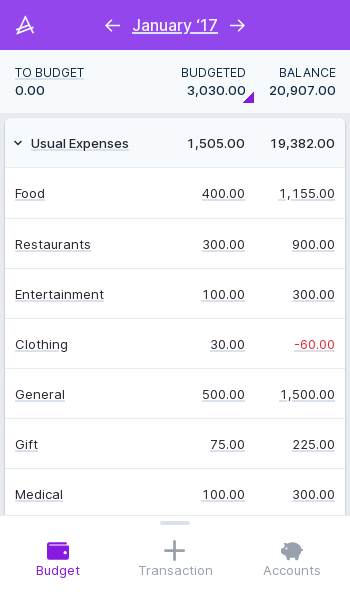 January ‘17
TO BUDGET BUDGETED BALANCE
0.00 3,030.00 20,907.00
Usual Expenses 1,505.00 19,382.00
Food 400.00 1,155.00
Restaurants 300.00 900.00
Entertainment 100.00 300.00
Clothing 30.00 -60.00
General 500.00 1,500.00
Gift 75.00 225.00
Medical 100.00 300.00
Budget Transaction Accounts